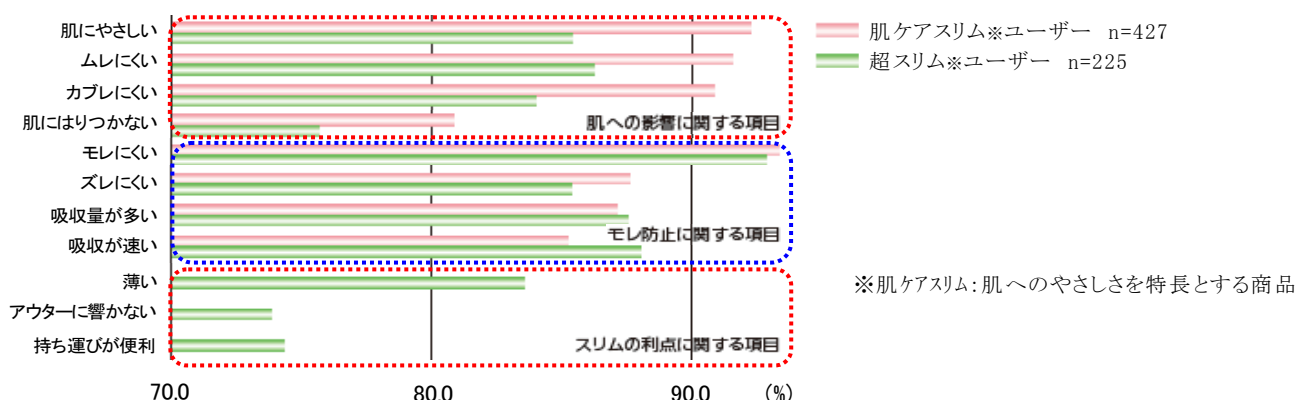 肌にやさしい
ムレにくい
カブレにくい
肌にはりつかない
肌への影響に関する項目
モレにくい
ズレにくい
吸収量が多い
吸収が速い
モレ防止に関する項目
薄い
アウターに響かない
持ち運びが便利
スリムの利点に関する項目
70.0 80.0 90.0 (%)
肌ケアスリム※ユーザー n=427
超スリム※ユーザー n=225
※肌ケアスリム:肌へのやさしさを特長とする商品